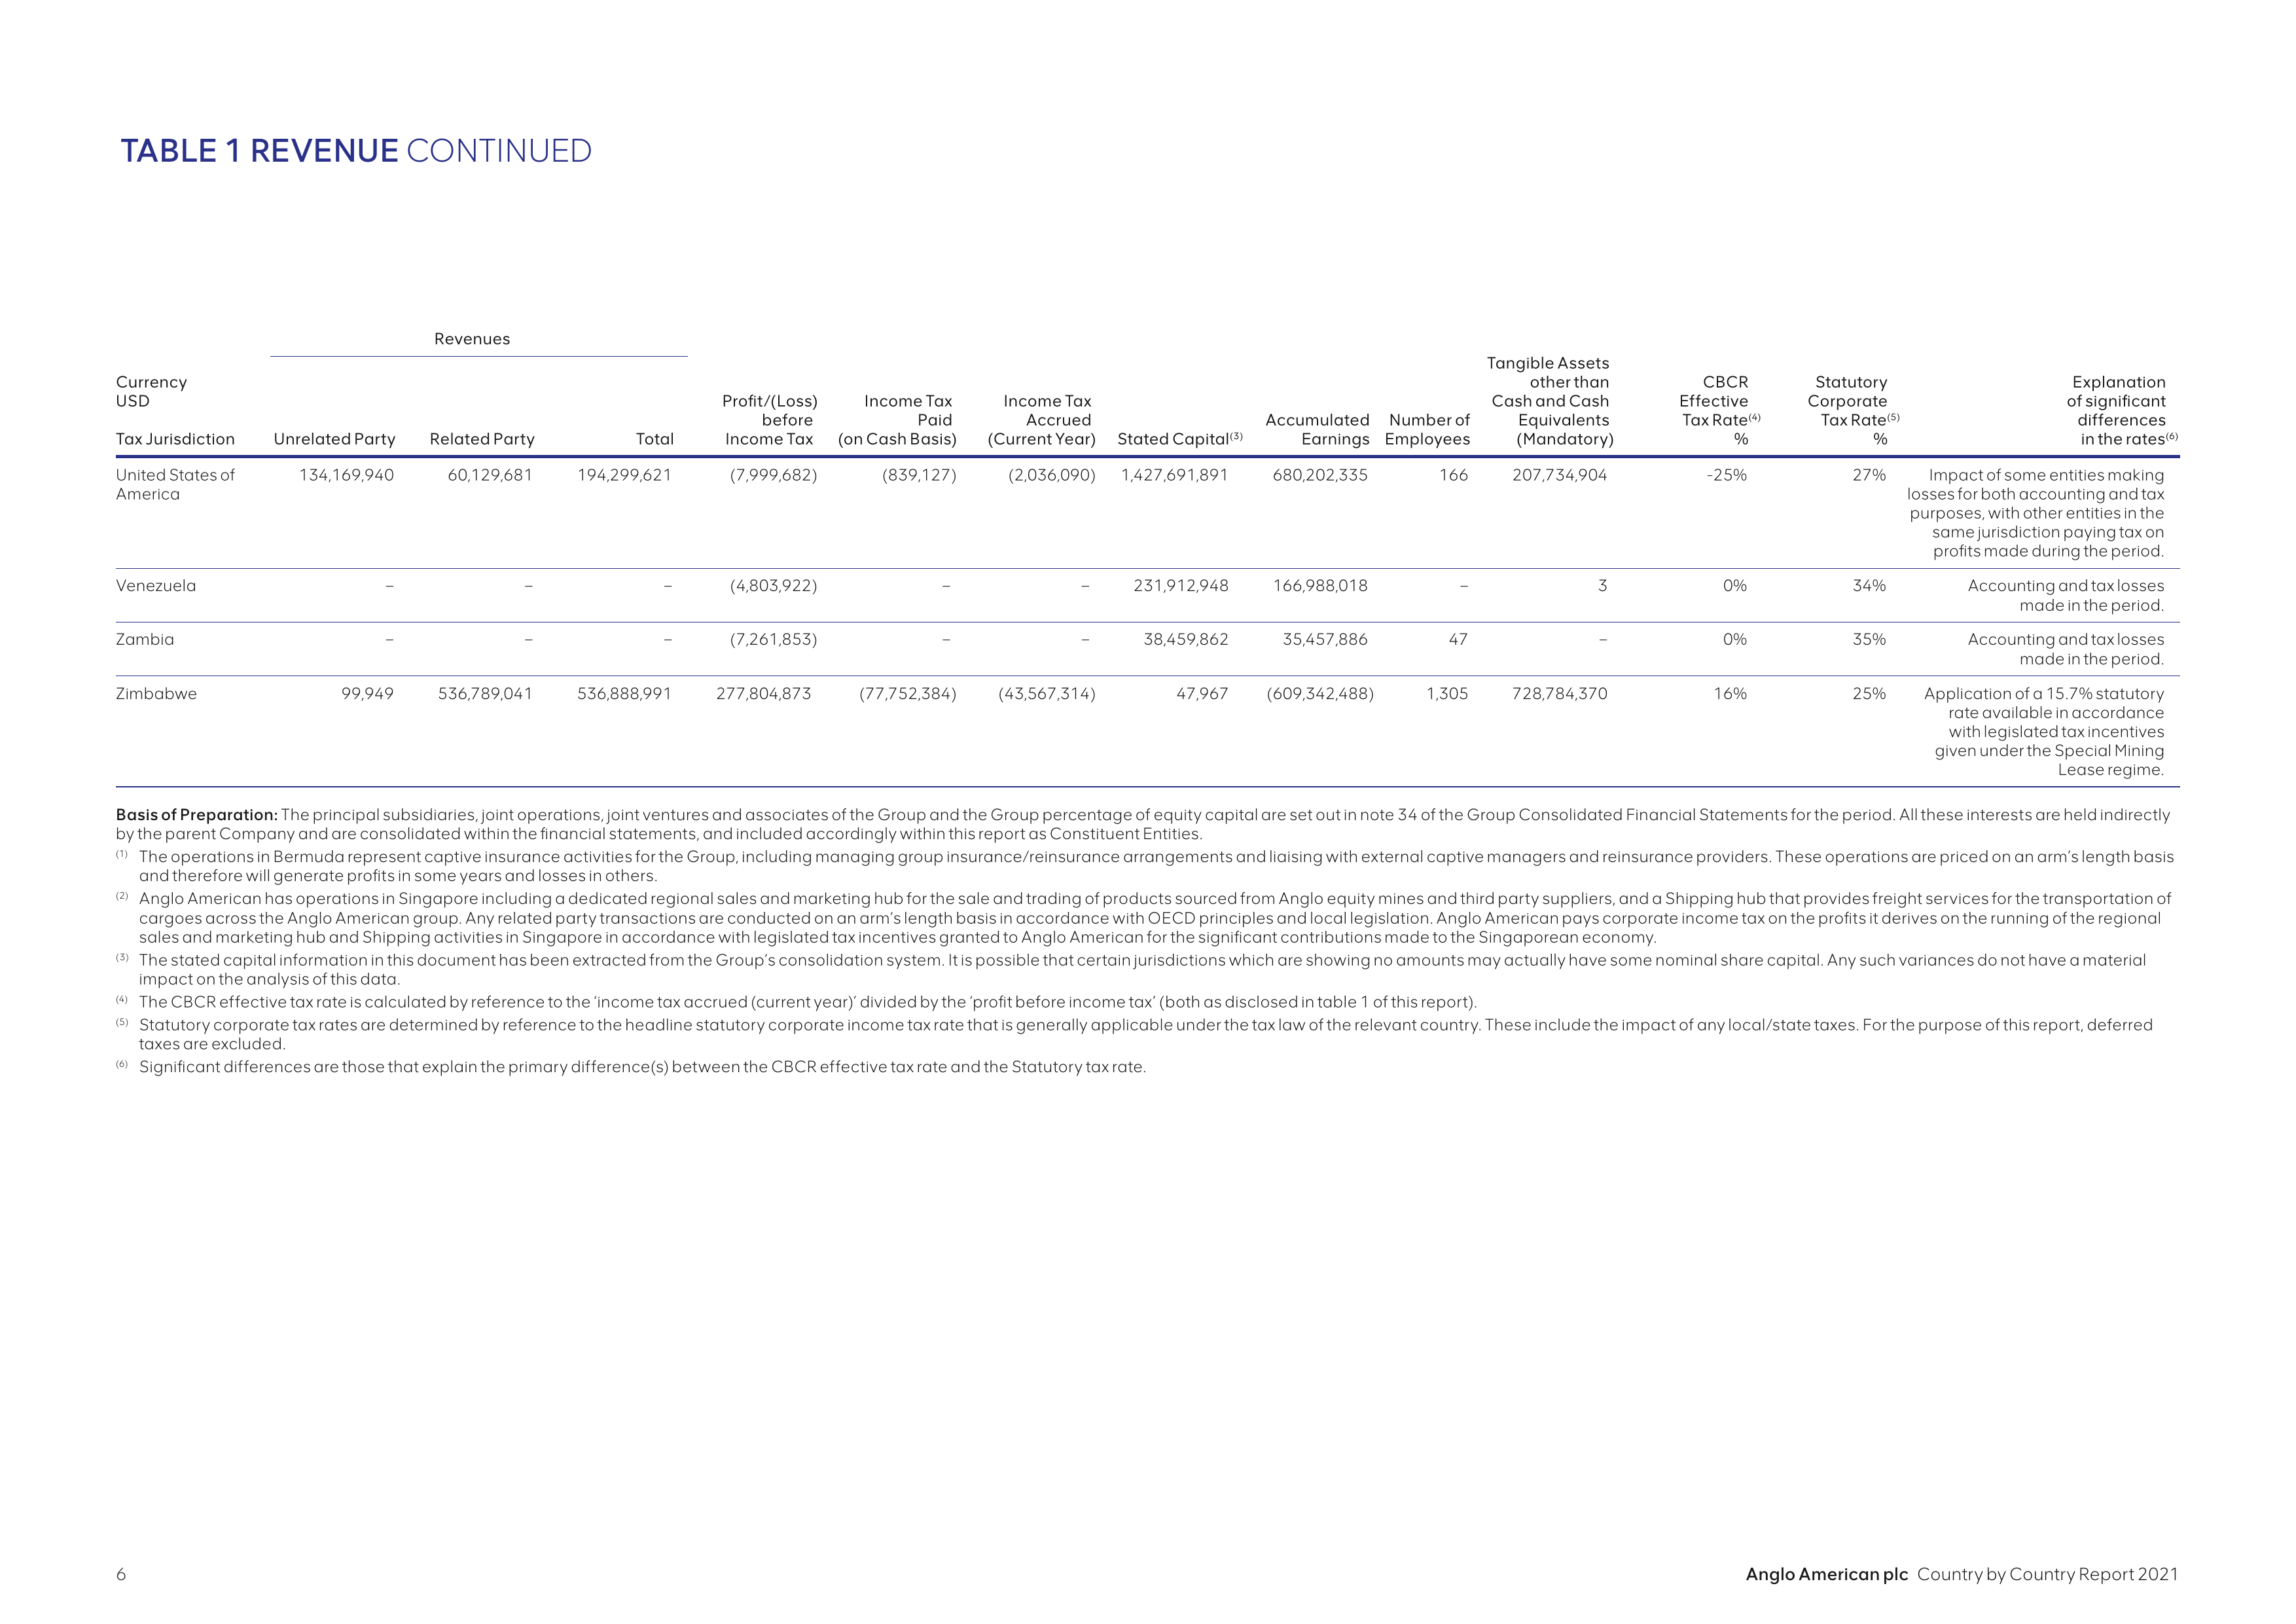 TABLE 1 REVENUE CONTINUED
Revenues
Currency
USD
Tax Jurisdiction
Unrelated Party
Related Party
Total
Profit/(Loss)
before
Income Tax
Income Tax
Paid
(on Cash Basis)
Income Tax
Accrued
(Current Year)
Stated Capital(3)
Accumulated
Earnings
Number of
Employees
Tangible Assets
other than
Cash and Cash
Equivalents
(Mandatory)
CBCR
Effective
Tax Rate(4)
%
Statutory
Corporate
Tax Rate(5)
%
Explanation
of significant
differences
in the rates(6)
United States of 134,169,940 60,129,681 194,299,621 (7,999,682) (839,127) (2,036,090) 1,427,691,891 680,202,335 166 207,734,904 -25% 27% Impact of some entities making
America losses for both accounting and tax
purposes, with other entities in the
same jurisdiction paying tax on
profits made during the period.
Venezuela – – – (4,803,922) – – 231,912,948 166,988,018 – 3 0% 34% Accounting and tax losses
made in the period.
Zambia – – – (7,261,853) – – 38,459,862 35,457,886 47 – 0% 35% Accounting and tax losses
made in the period.
Zimbabwe 99,949 536,789,041 536,888,991 277,804,873 (77,752,384) (43,567,314) 47,967 (609,342,488) 1,305 728,784,370 16% 25% Application of a 15.7% statutory
rate available in accordance
with legislated tax incentives
given under the Special Mining
Lease regime.
Basis of Preparation: The principal subsidiaries, joint operations, joint ventures and associates of the Group and the Group percentage of equity capital are set out in note 34 of the Group Consolidated Financial Statements for the period. All these interests are held indirectly
by the parent Company and are consolidated within the financial statements, and included accordingly within this report as Constituent Entities.
(1) The operations in Bermuda represent captive insurance activities for the Group, including managing group insurance/reinsurance arrangements and liaising with external captive managers and reinsurance providers. These operations are priced on an arm's length basis
and therefore will generate profits in some years and losses in others.
(2) Anglo American has operations in Singapore including a dedicated regional sales and marketing hub for the sale and trading of products sourced from Anglo equity mines and third party suppliers, and a Shipping hub that provides freight services for the transportation of
cargoes across the Anglo American group. Any related party transactions are conducted on an arm's length basis in accordance with OECD principles and local legislation. Anglo American pays corporate income tax on the profits it derives on the running of the regional
sales and marketing hub and Shipping activities in Singapore in accordance with legislated tax incentives granted to Anglo American for the significant contributions made to the Singaporean economy.
(3) The stated capital information in this document has been extracted from the Group's consolidation system. It is possible that certain jurisdictions which are showing no amounts may actually have some nominal share capital. Any such variances do not have a material
impact on the analysis of this data.
(4) The CBCR effective tax rate is calculated by reference to the 'income tax accrued (current year)' divided by the 'profit before income tax' (both as disclosed in table 1 of this report).
(5) Statutory corporate tax rates are determined by reference to the headline statutory corporate income tax rate that is generally applicable under the tax law of the relevant country. These include the impact of any local/state taxes. For the purpose of this report, deferred
taxes are excluded.
(6) Significant differences are those that explain the primary difference(s) between the CBCR effective tax rate and the Statutory tax rate.
6
Anglo American plc Country by Country Report 2021